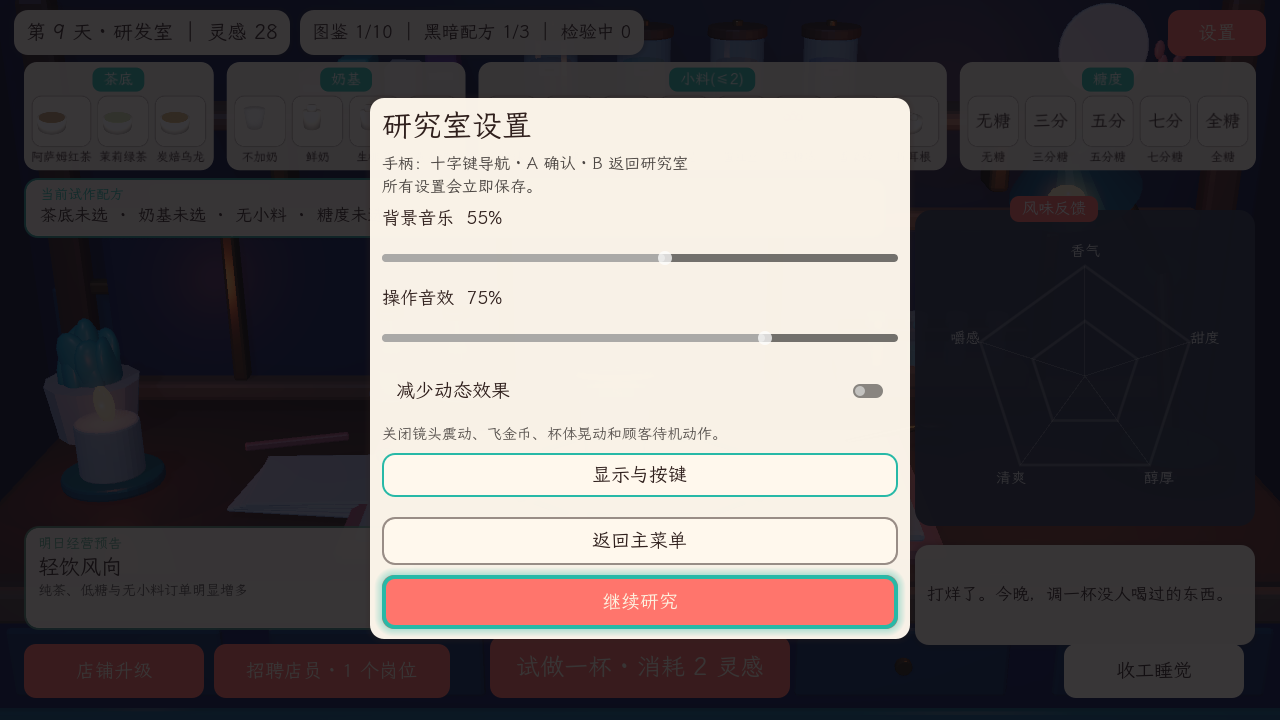 第 9 天・研发室 ｜ 灵感 28
图鉴 1/10 ｜ 黑暗配方 1/3 ｜ 检验中 0
设置
茶底
奶基
小料(≤2)
糖度
无糖 三分 五分 七分 全糖
阿萨姆红茶 茉莉绿茶 炭焙乌龙
不加奶 鲜奶
无糖 三分糖 五分糖 七分糖 全糖
当前试作配方
茶底未选 ・ 奶基未选 ・ 无小料 ・ 糖度未
研究室设置
手柄：十字键导航・A 确认・B 返回研究室
所有设置会立即保存。
背景音乐 55%
操作音效 75%
减少动态效果
关闭镜头震动、飞金币、杯体晃动和顾客待机动作。
显示与按键
返回主菜单
继续研究
风味反馈
香气
嚼感
甜度
清爽
醇厚
明日经营预告
轻饮风向
纯茶、低糖与无小料订单明显增多
打烊了。今晚，调一杯没人喝过的东西。
店铺升级
招聘店员・1 个岗位
试做一杯・消耗 2 灵感
收工睡觉